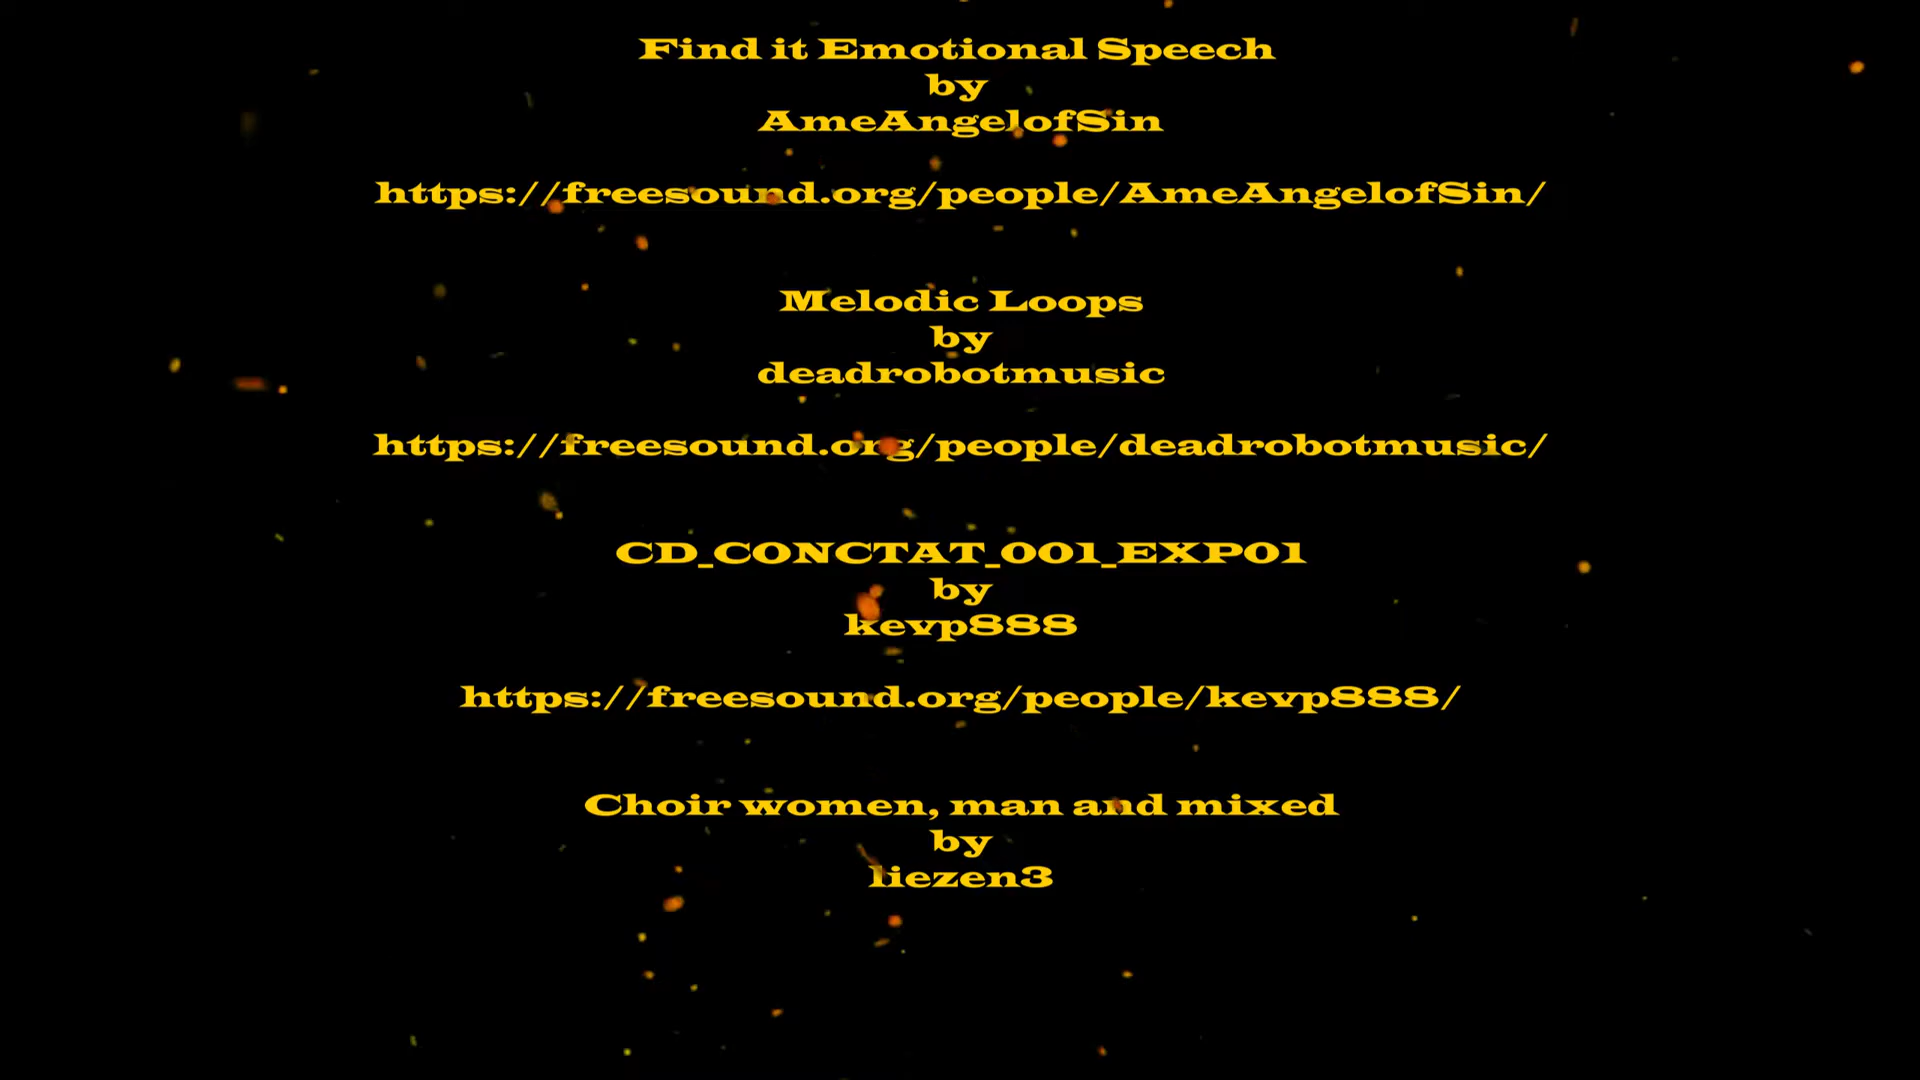 Find it Emotional Speech
by
AmeAngelofSin
https://freesound.org/people/AmeAngelofSin/
Melodic Loops
by
deadrobotmusic
https://freesound.org/people/deadrobotmusic/
CD_CONCTAT_001_EXP01
by
kevp888
https://freesound.org/people/kevp888/
Choir women, man and mixed
by
liezen3